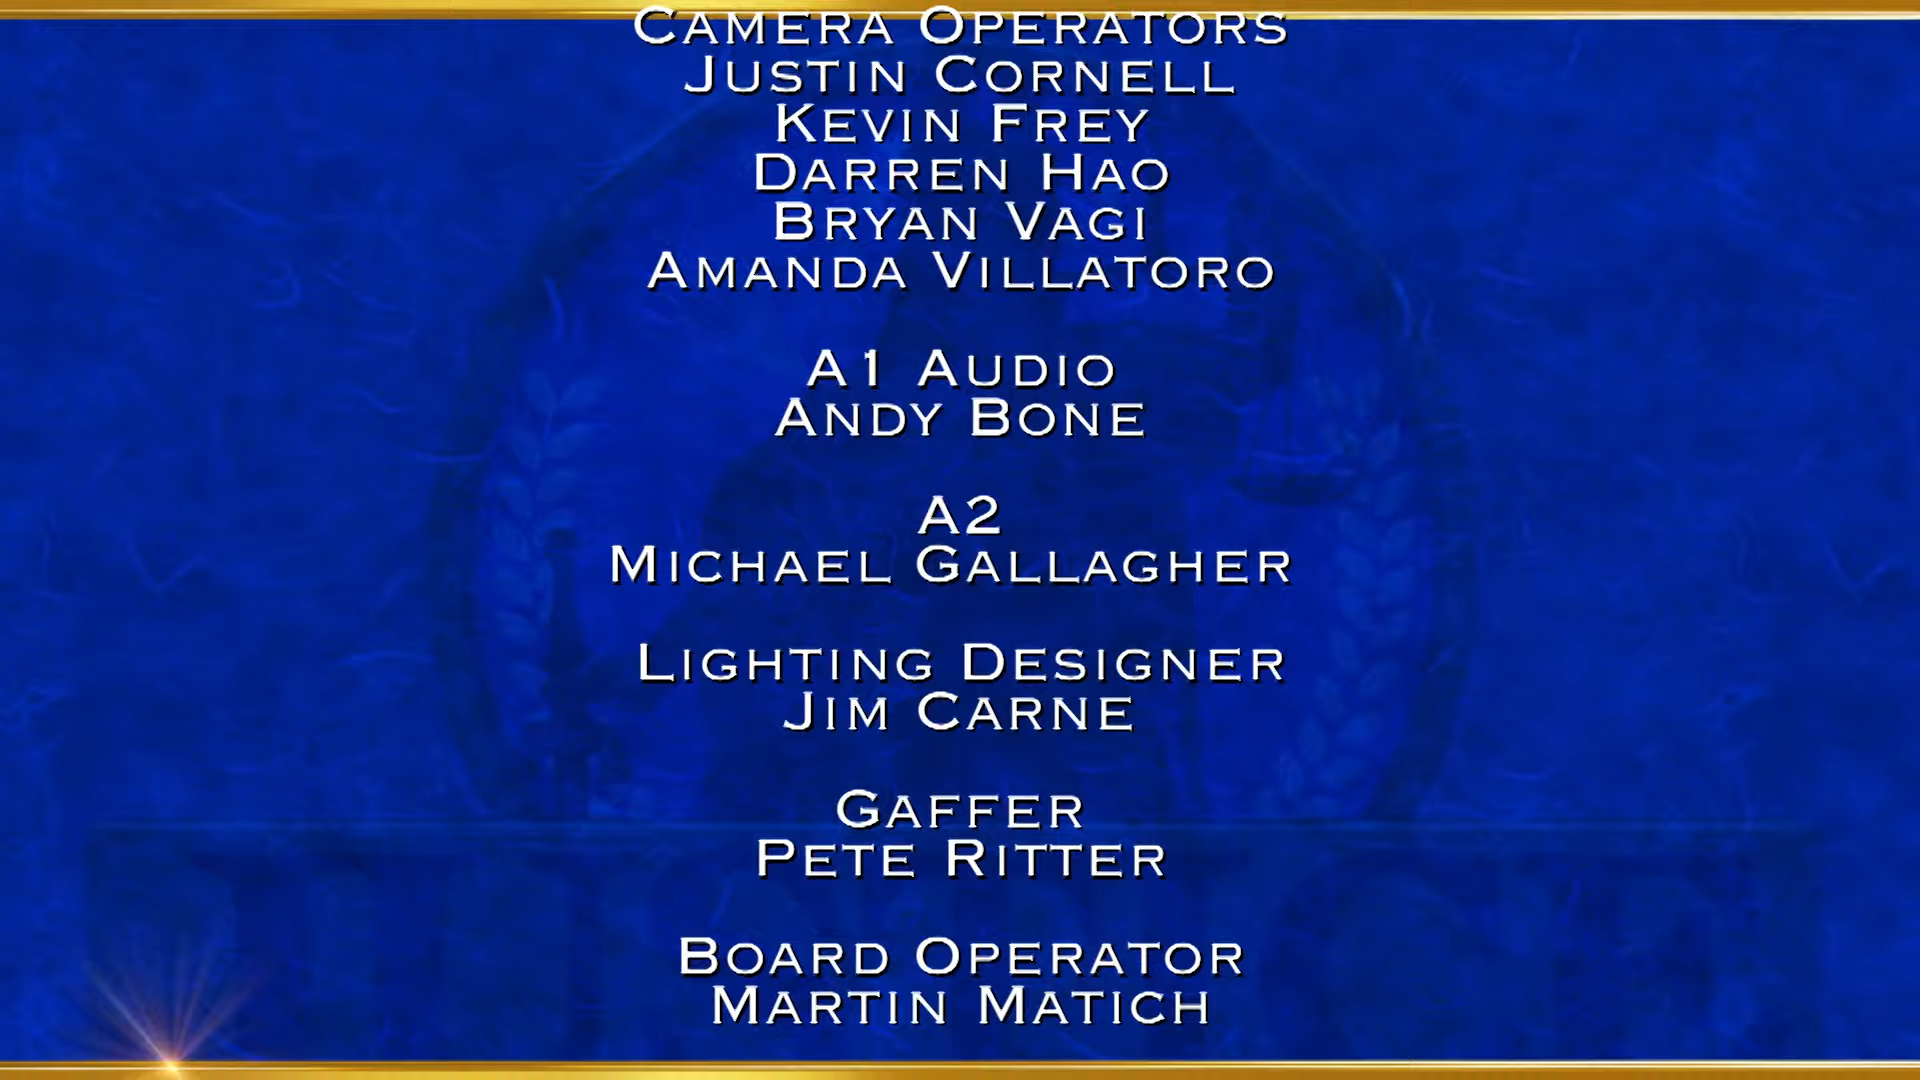 Camera Operators
Justin Cornell
Kevin Frey
Darren Hao
Bryan Vagi
Amanda Villatoro
A1 Audio
Andy Bone
A2
Michael Gallagher
Lighting Designer
Jim Carne
Gaffer
Pete Ritter
Board Operator
Martin Matich